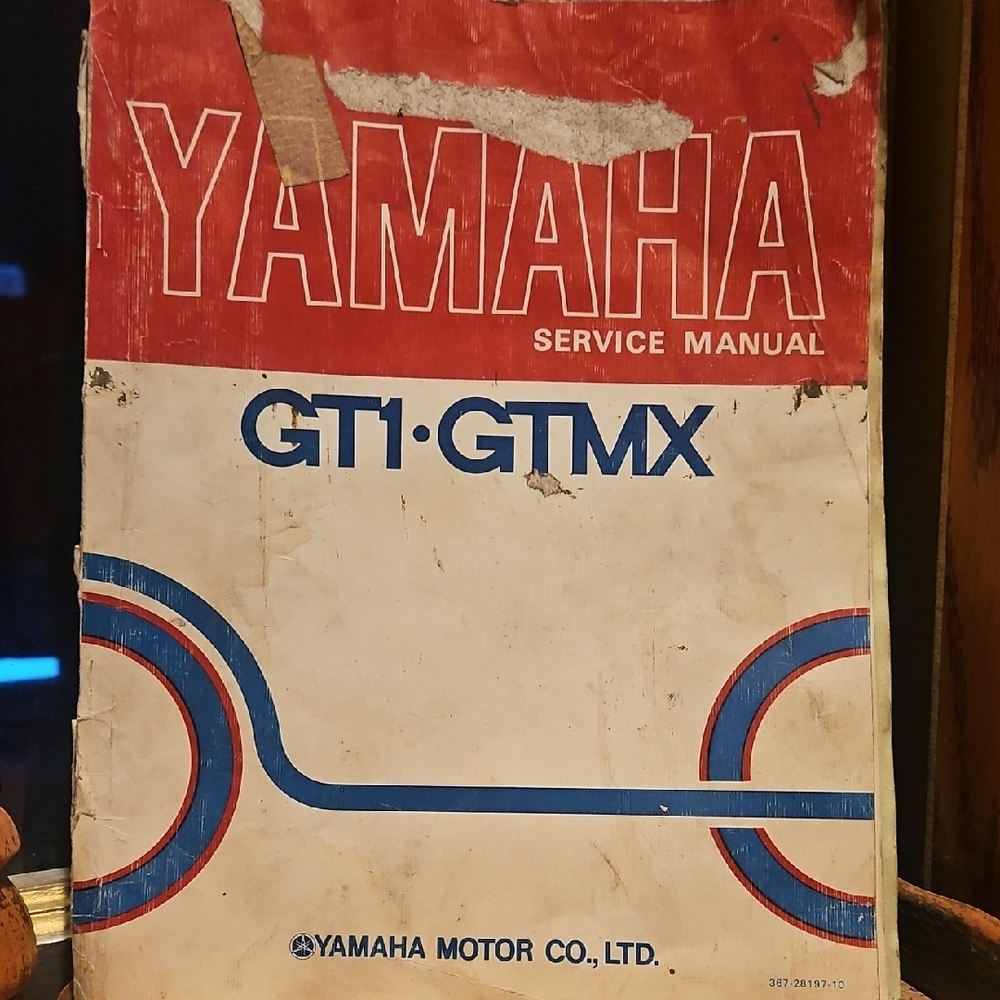 YAMAHA
SERVICE MANUAL
GT1·GTMX
YAMAHA MOTOR CO., LTD.
367-28197-10